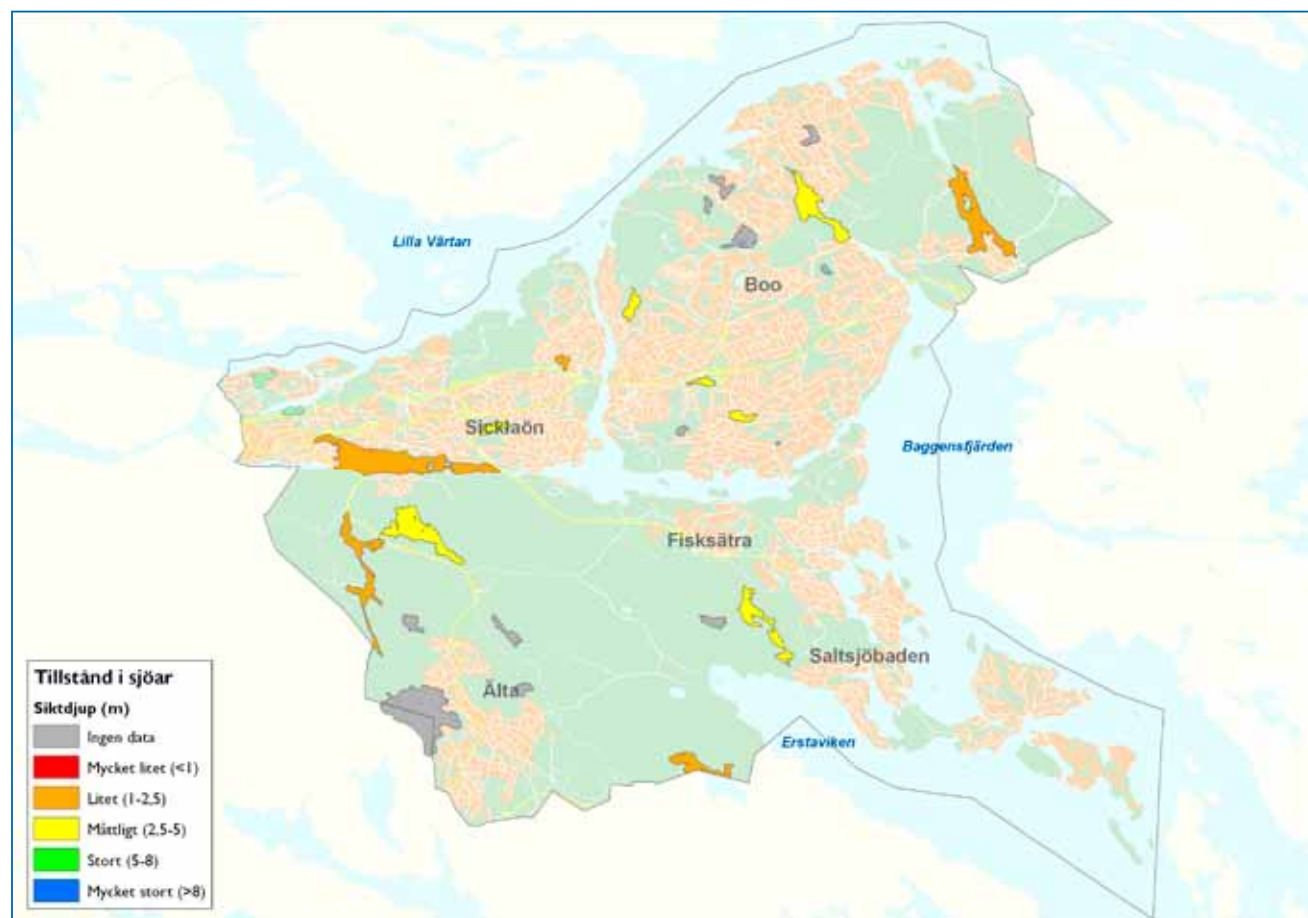 Lilla Värtan
Boo
Sicklaön
Baggensfjärden
Fisksätra
Saltsjöbaden
Älta
Erstaviken
Tillstånd i sjöar
Siktdjup (m)
Ingen data
Mycket litet (<1)
Litet (1-2,5)
Måttligt (2,5-5)
Stort (5-8)
Mycket stort (>8)